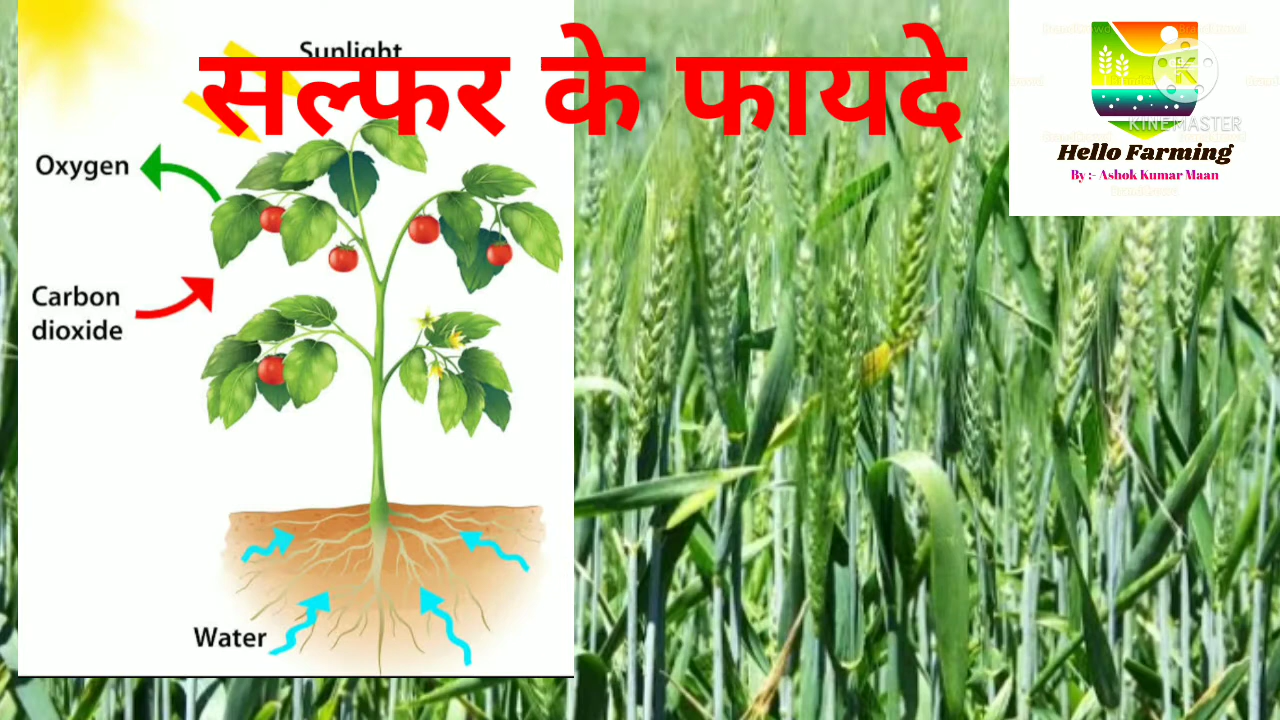 Sunlight
सल्फर के फायदे
Oxygen
Carbon
dioxide
Water
KINEMASTER
Hello Farming
By :- Ashok Kumar Maan